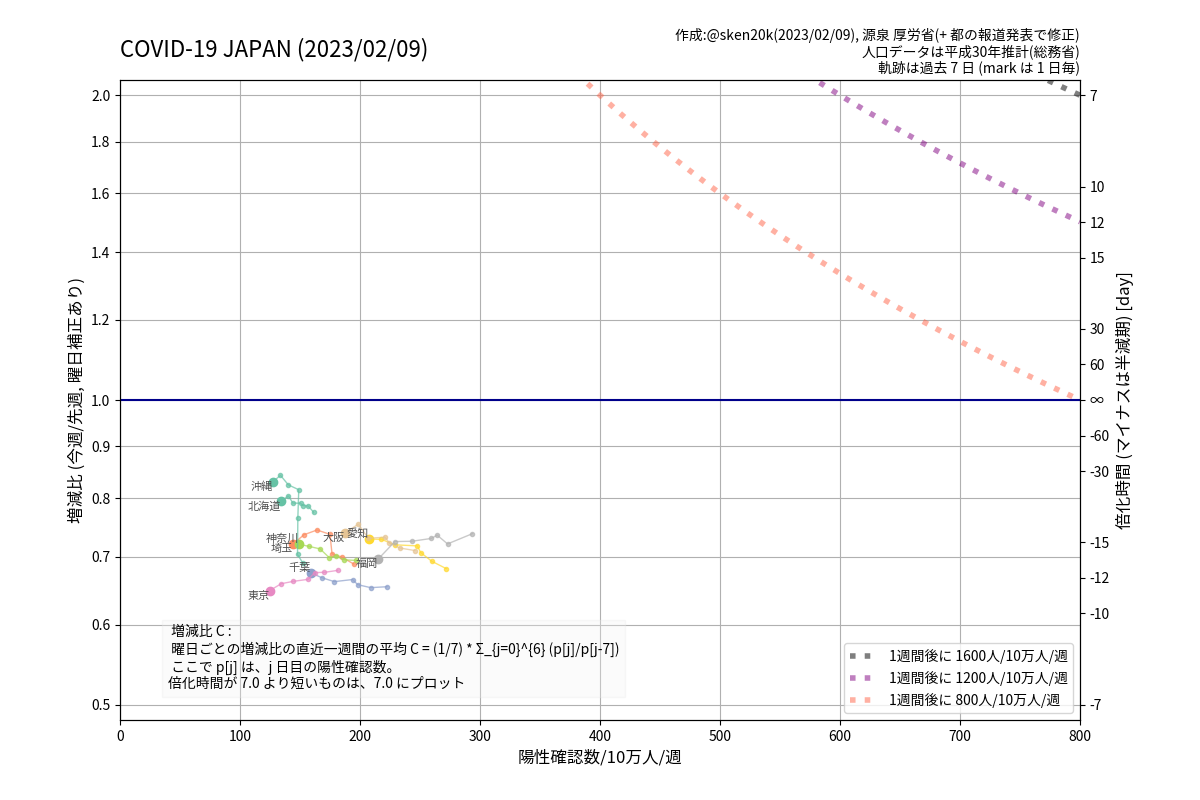 COVID-19 JAPAN (2023/02/09)
作成:@sken20k(2023/02/09), 源泉 厚労省(+ 都の報道発表で修正)
人口データは平成30年推計(総務省)
軌跡は過去 7 日 (mark は 1 日毎)
増減比 (今週/先週, 曜日補正あり)
2.0
1.8
1.6
1.4
1.2
1.0
0.9
0.8
0.7
0.6
0.5
7
10
12
15
30
60
∞
-60
-30
-15
-12
-10
-7
倍化時間 (マイナスは半減期) [day]
沖縄
北海道
神奈川
埼玉
大阪
愛知
千葉
福岡
東京
増減比 C :
曜日ごとの増減比の直近一週間の平均 C = (1/7) * Σ_{j=0}^{6} (p[j]/p[j-7])
ここで p[j] は、j 日目の陽性確認数。
倍化時間が 7.0 より短いものは、7.0 にプロット
1週間後に 1600人/10万人/週
1週間後に 1200人/10万人/週
1週間後に 800人/10万人/週
0 100 200 300 400 500 600 700 800
陽性確認数/10万人/週